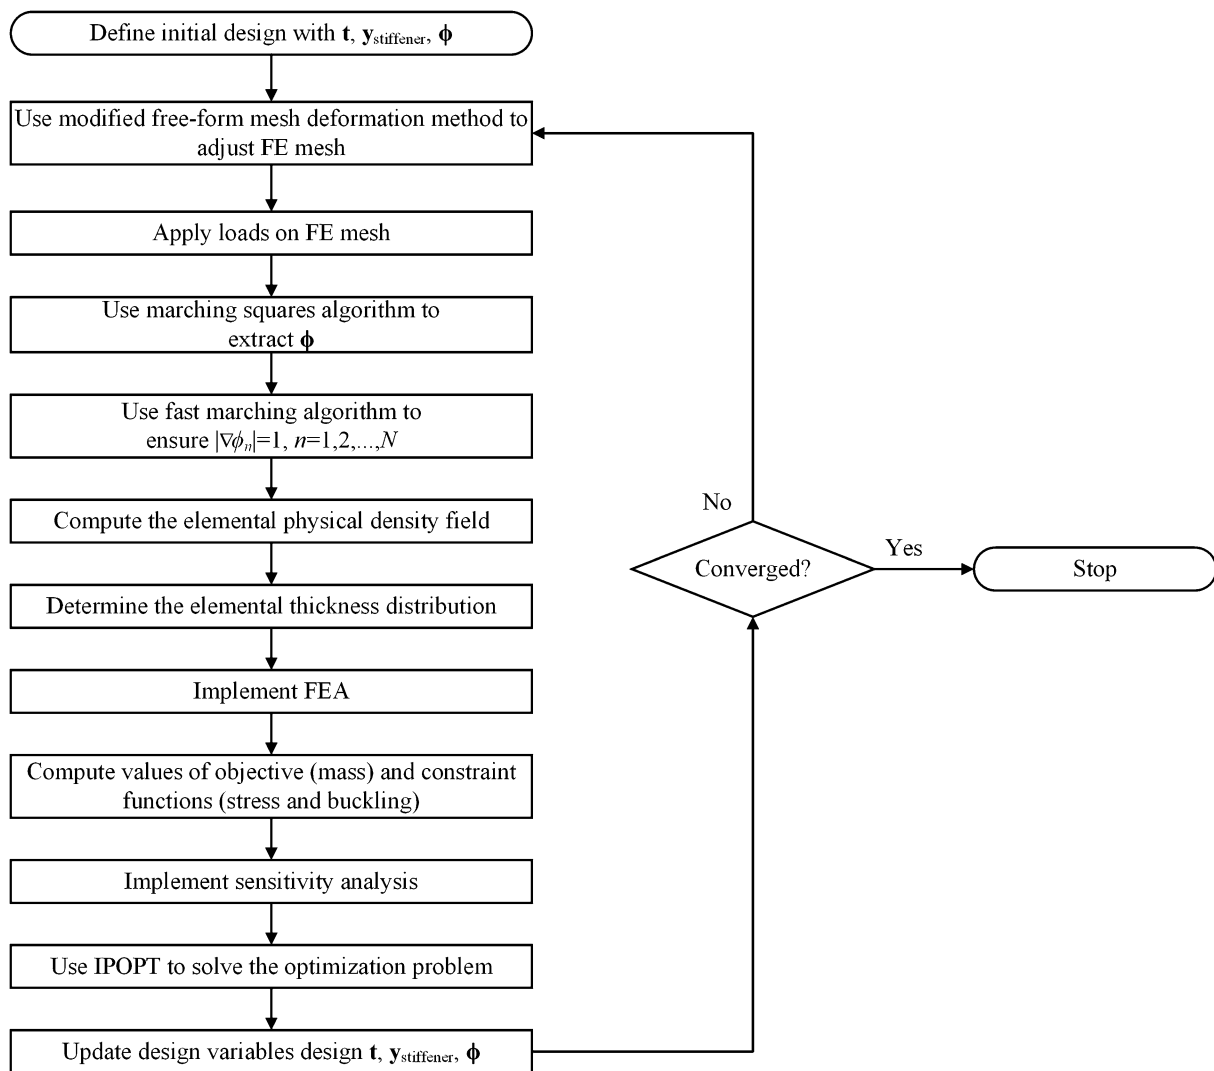 Define initial design with t, y_stiffener, ϕ
Use modified free-form mesh deformation method to
adjust FE mesh
Apply loads on FE mesh
Use marching squares algorithm to
extract ϕ
Use fast marching algorithm to
ensure |∇ϕ_n|=1, n=1,2,...,N
Compute the elemental physical density field
Determine the elemental thickness distribution
Implement FEA
Compute values of objective (mass) and constraint
functions (stress and buckling)
Implement sensitivity analysis
Use IPOPT to solve the optimization problem
Update design variables design t, y_stiffener, ϕ
No
Converged?
Yes
Stop